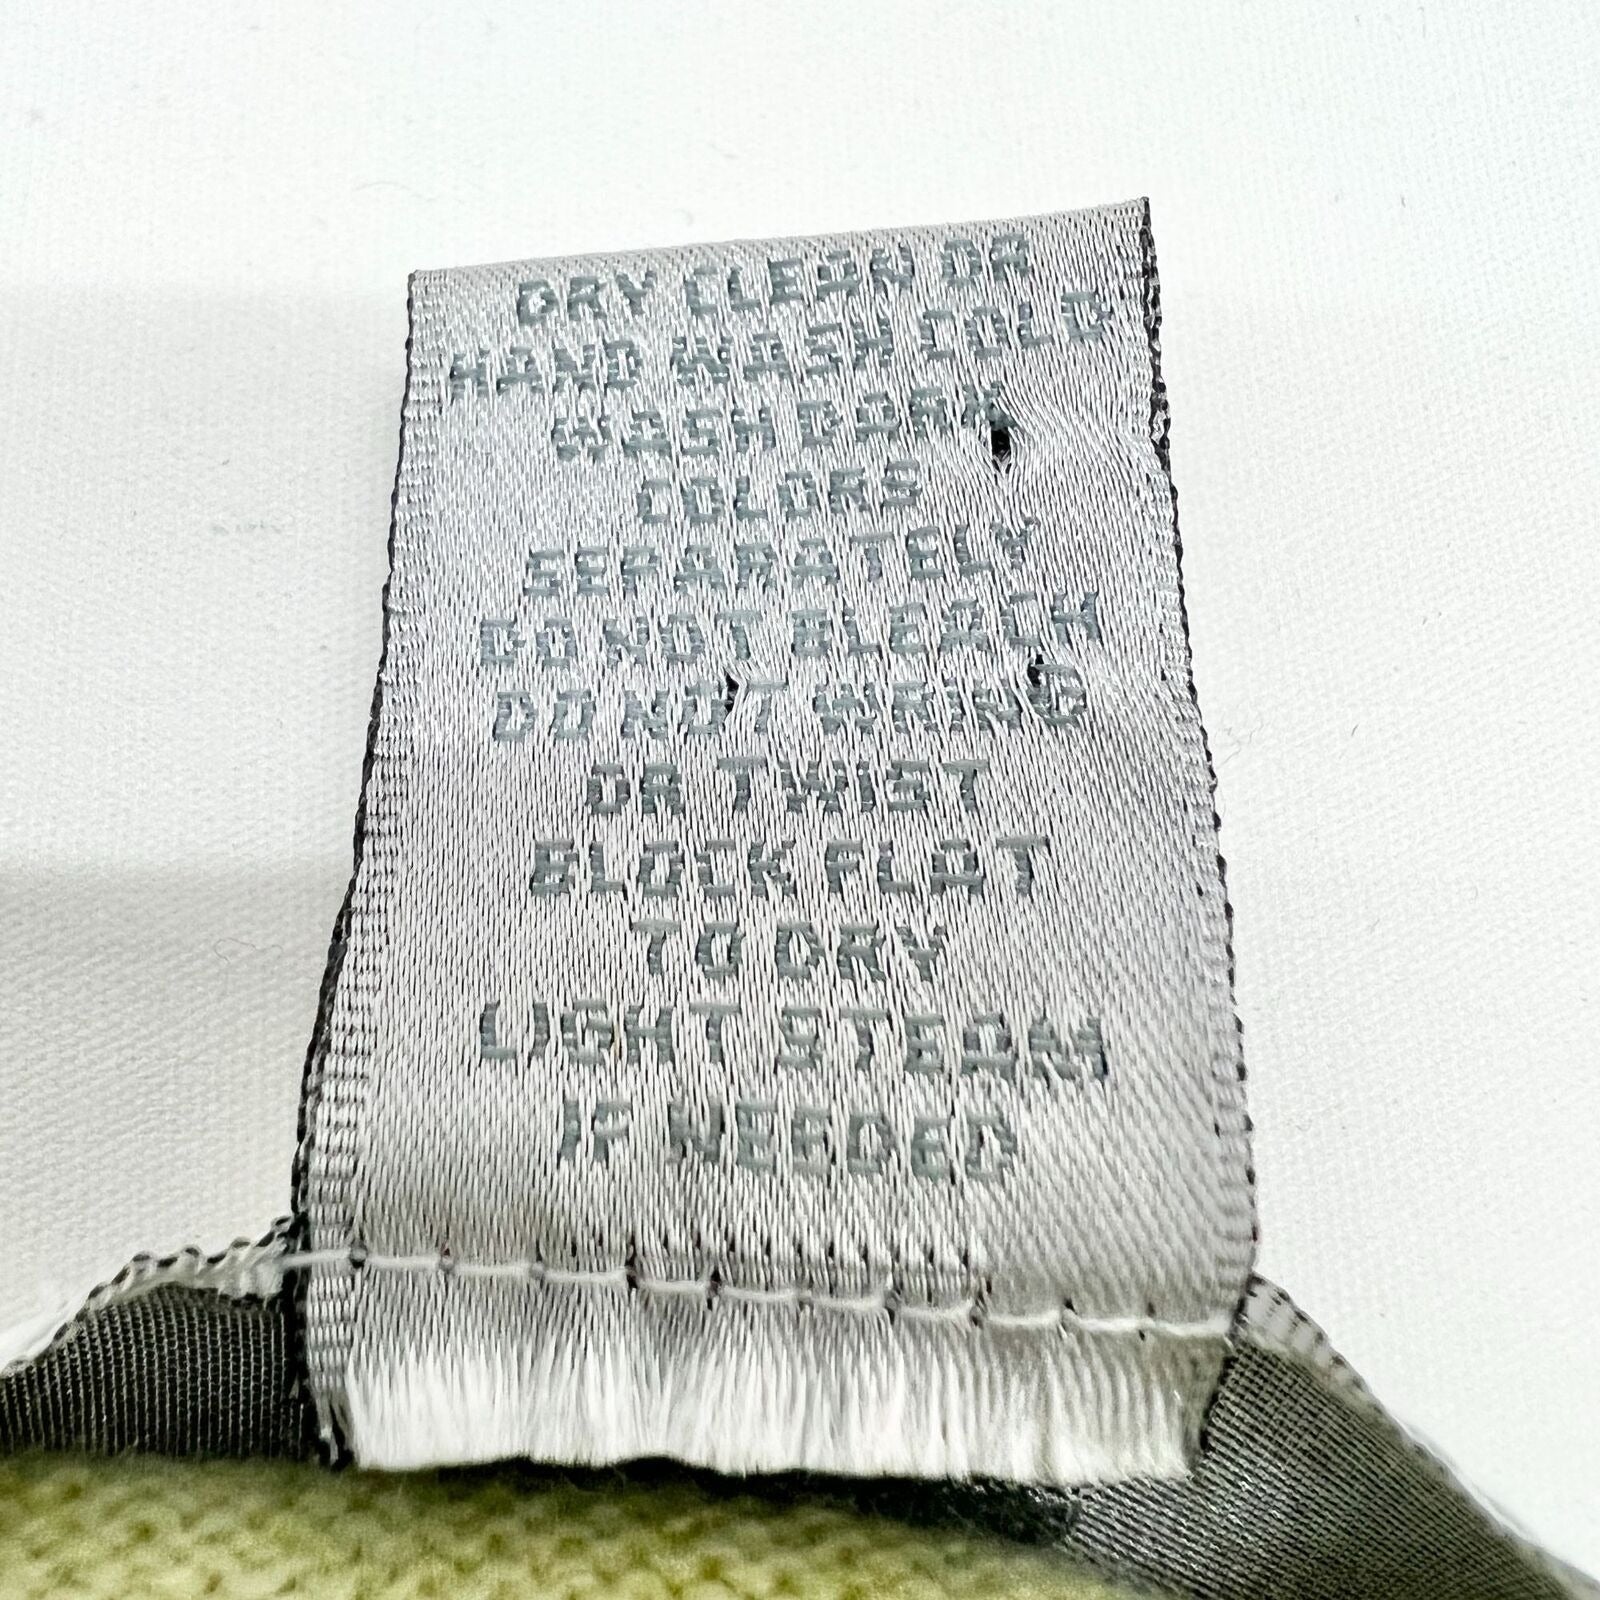 DRY CLEAN OR
HAND WASH COLD
WASH DARK
COLORS
SEPARATELY
DO NOT BLEACH
DO NOT WRING
OR TWIST
BLOCK FLAT
TO DRY
LIGHT STEAM
IF NEEDED